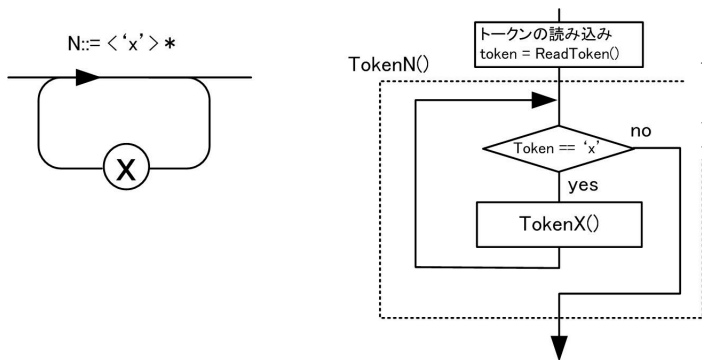 N::= <‘x’>*
X
トークンの読み込み
token = ReadToken()
TokenN()
Token == ‘x’
no
yes
TokenX()